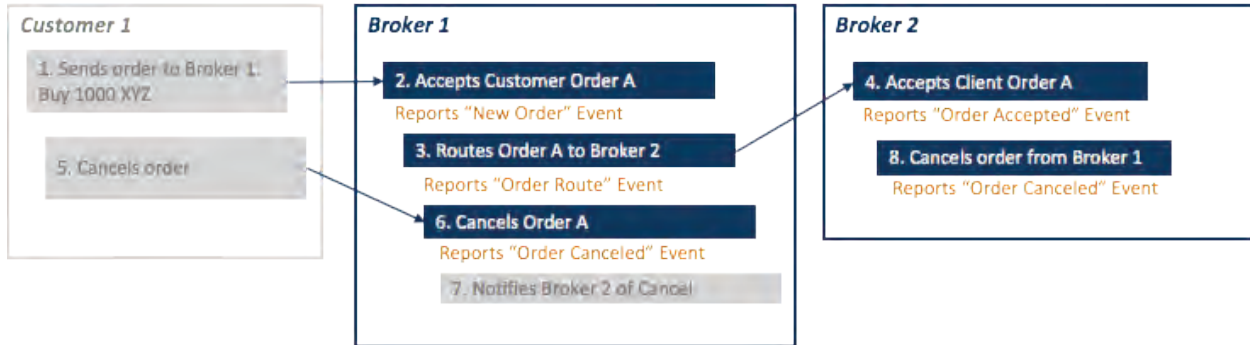 Customer 1
1. Sends order to Broker 1:
Buy 1000 XYZ
5. Cancels order
Broker 1
2. Accepts Customer Order A
Reports "New Order" Event
3. Routes Order A to Broker 2
Reports "Order Route" Event
6. Cancels Order A
Reports "Order Canceled" Event
7. Notifies Broker 2 of Cancel
Broker 2
4. Accepts Client Order A
Reports "Order Accepted" Event
8. Cancels order from Broker 1
Reports "Order Canceled" Event